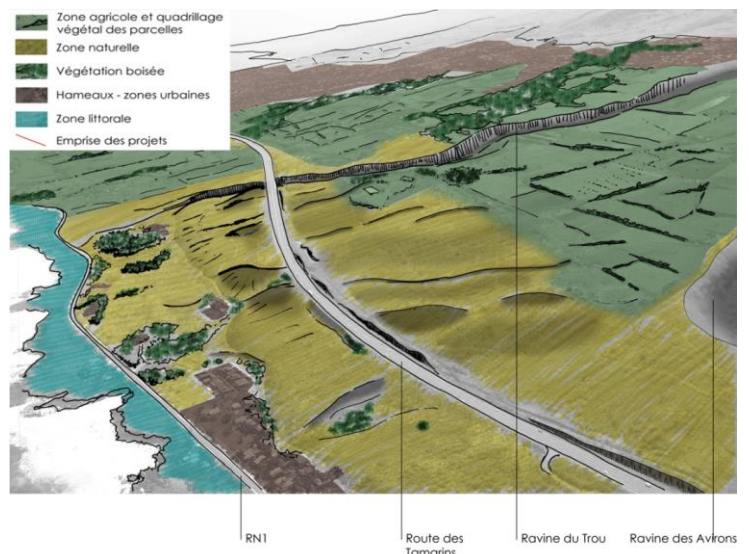 Zone agricole et quadrillage
végétal des parcelles
Zone naturelle
Végétation boisée
Hameaux - zones urbaines
Zone littorale
Emprise des projets
RN1
Route des
Tamarins
Ravine du Trou
Ravine des Avirons